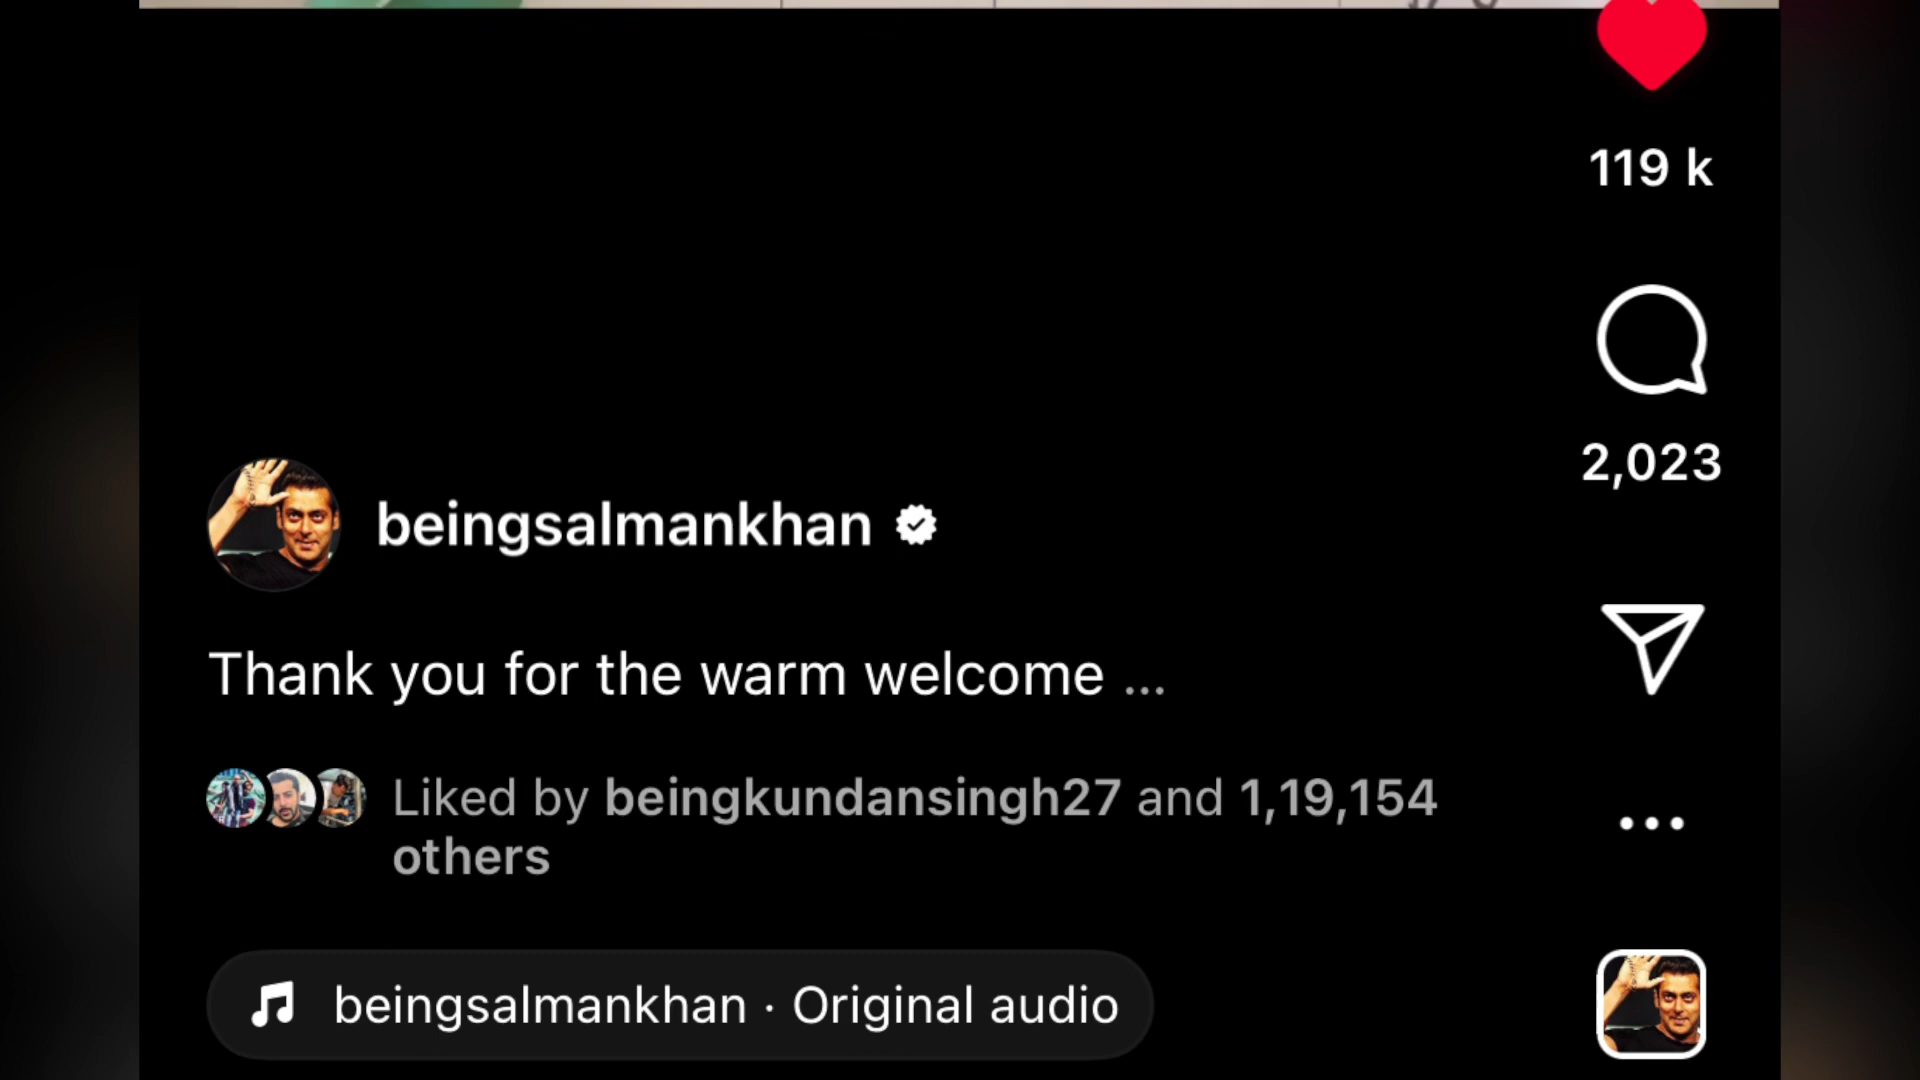 119 k
2,023
beingsalmankhan
Thank you for the warm welcome ...
Liked by beingkundansingh27 and 1,19,154
others
beingsalmankhan · Original audio